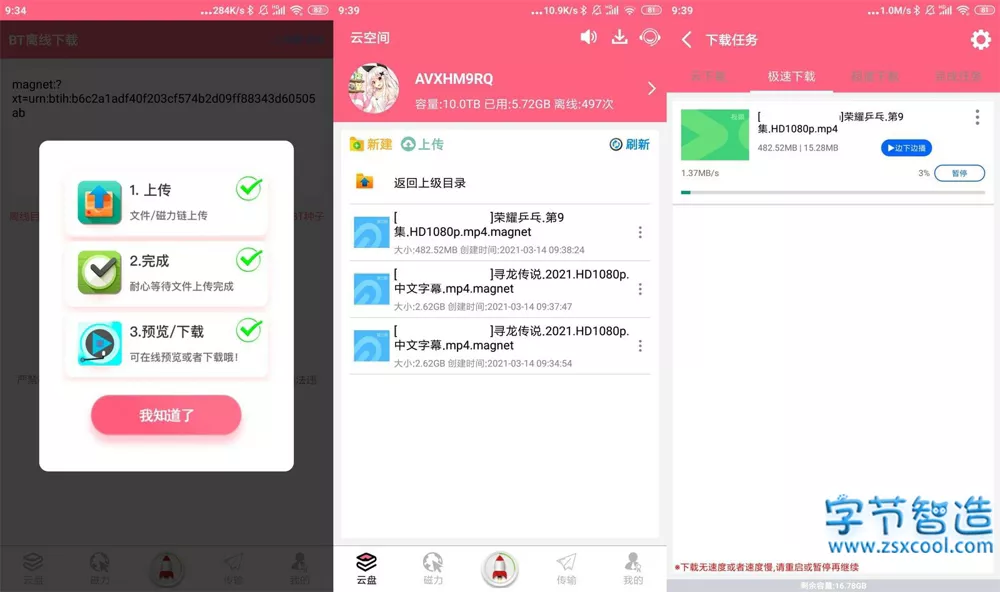 9:34
...284K/s
82
BT离线下载
magnet:?
xt=urn:btih:b6c2a1adf40f203cf574b2d09ff88343d60505
ab
1.上传
文件/磁力链上传
2.完成
耐心等待文件上传完成
3.预览/下载
可在线预览或者下载哦!
我知道了
云盘
磁力
传输
我的
9:39
...10.9K/s
81
云空间
AVXHM9RQ
容量:10.0TB 已用:5.72GB 离线:497次
新建
上传
刷新
返回上级目录
[ ]荣耀乒乓.第9
集.HD1080p.mp4.magnet
大小:482.52MB 创建时间:2021-03-14 09:38:24
[ ]寻龙传说.2021.HD1080p.
中文字幕.mp4.magnet
大小:2.62GB 创建时间:2021-03-14 09:37:47
[ ]寻龙传说.2021.HD1080p.
中文字幕.mp4.magnet
大小:2.62GB 创建时间:2021-03-14 09:34:54
云盘
磁力
传输
我的
9:39
...1.0M/s
81
下载任务
极速下载
[ ]荣耀乒乓.第9
集.HD1080p.mp4
482.52MB | 15.28MB
边下边播
1.37MB/s
3%
暂停
字节智造
www.zsxcool.com
*下载无速度或者速度慢,请重启或暂停再继续
剩余容量:16.78GB